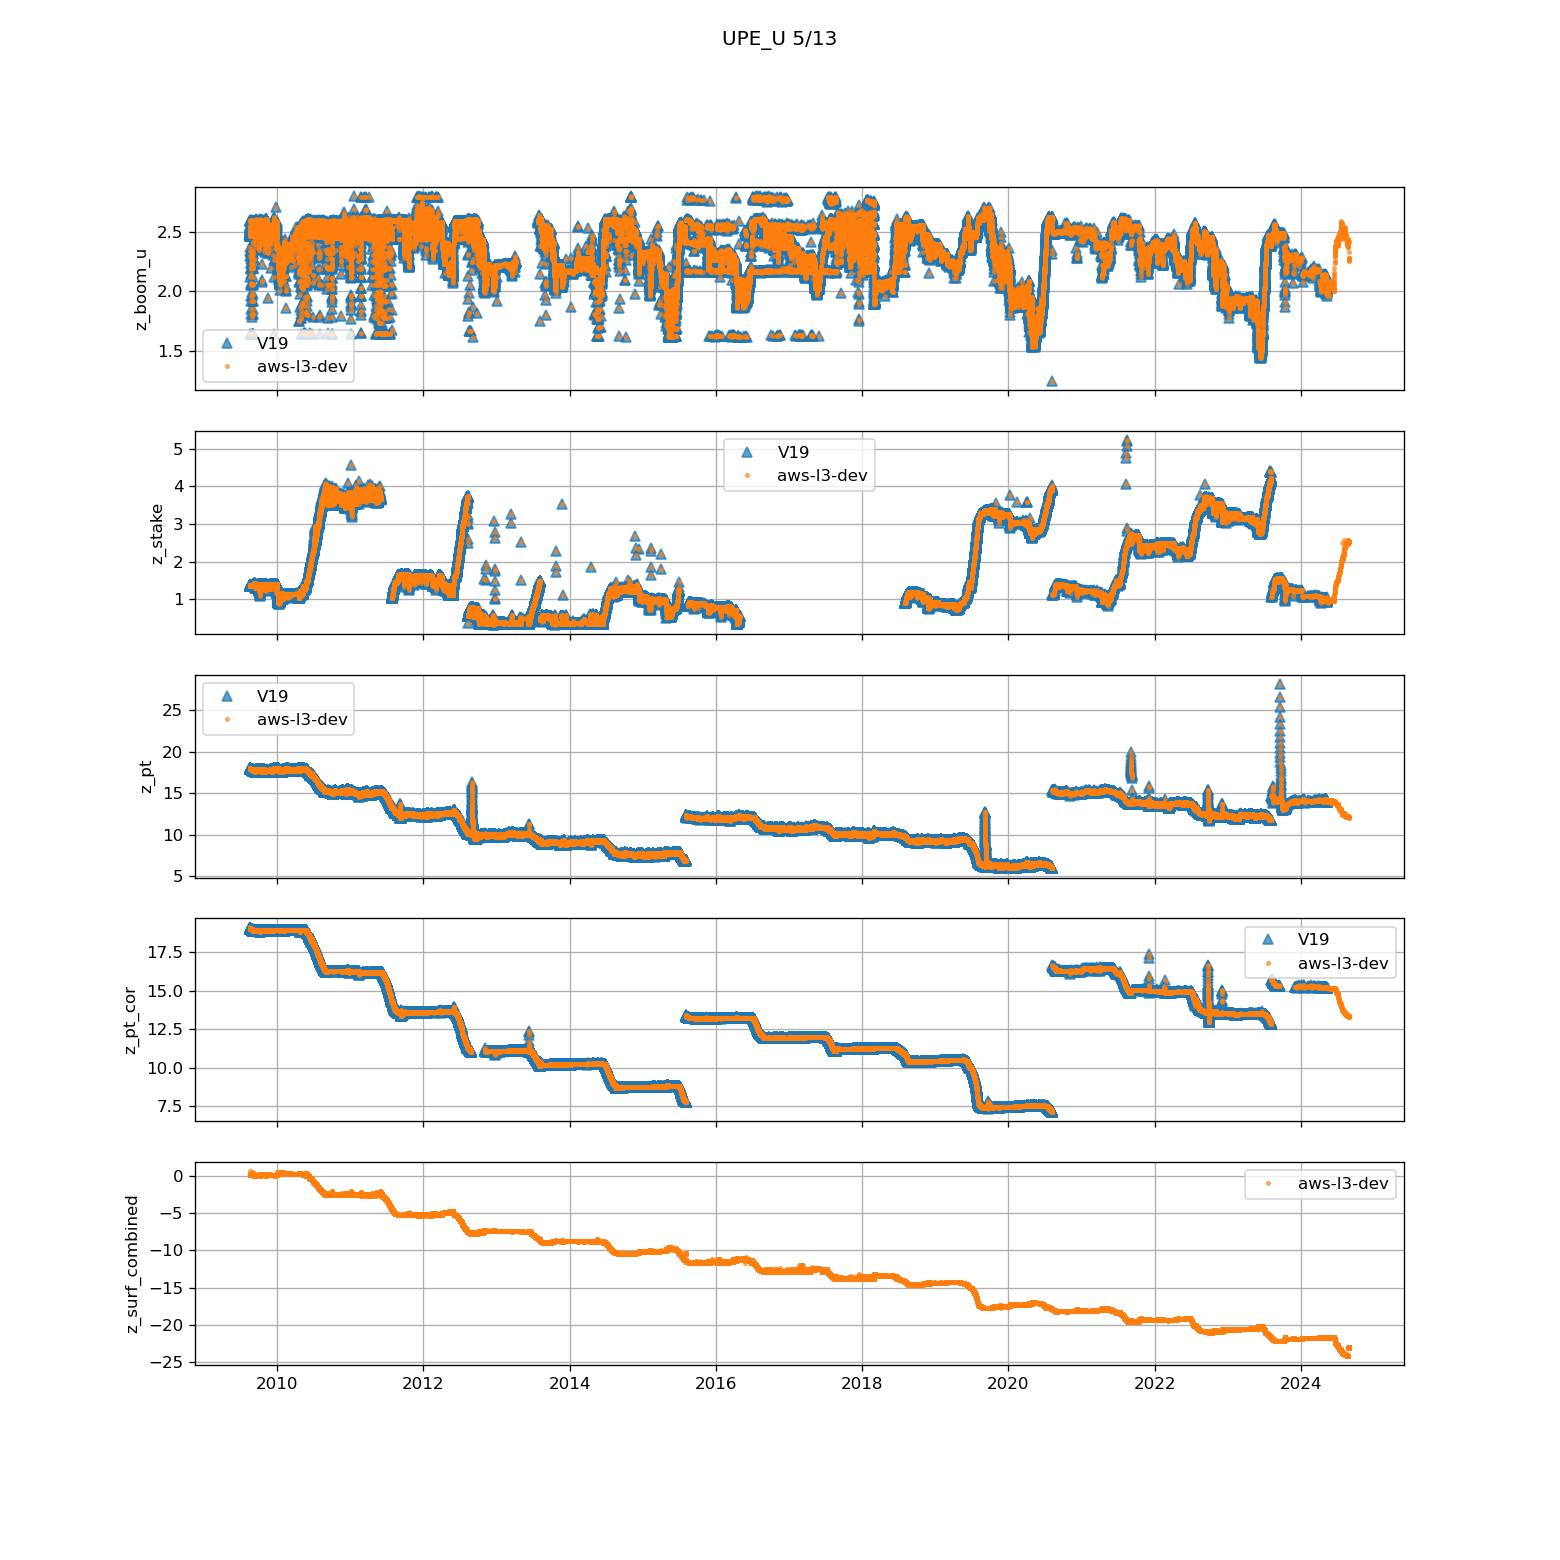 UPE_U 5/13
z_boom_u
2.5
2.0
1.5
V19
aws-l3-dev
z_stake
5
4
3
2
1
V19
aws-l3-dev
z_pt
25
20
15
10
5
V19
aws-l3-dev
z_pt_cor
17.5
15.0
12.5
10.0
7.5
V19
aws-l3-dev
z_surf_combined
0
−5
−10
−15
−20
−25
aws-l3-dev
2010 2012 2014 2016 2018 2020 2022 2024